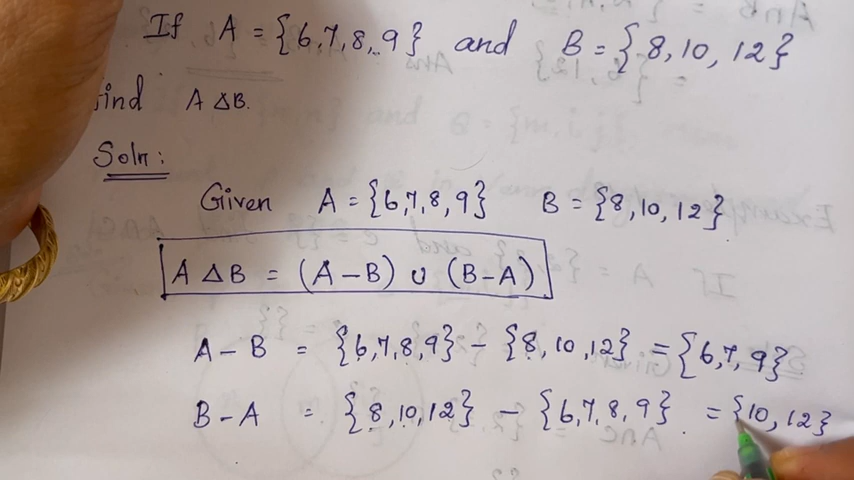 If A = {6,7,8,9} and B = {8,10,12}
find A Δ B.
Soln:
Given A = {6,7,8,9} B = {8,10,12}
A Δ B = (A-B) ∪ (B-A)
A - B = {6,7,8,9} - {8,10,12} = {6,7,9}
B - A = {8,10,12} - {6,7,8,9} = {10,12}